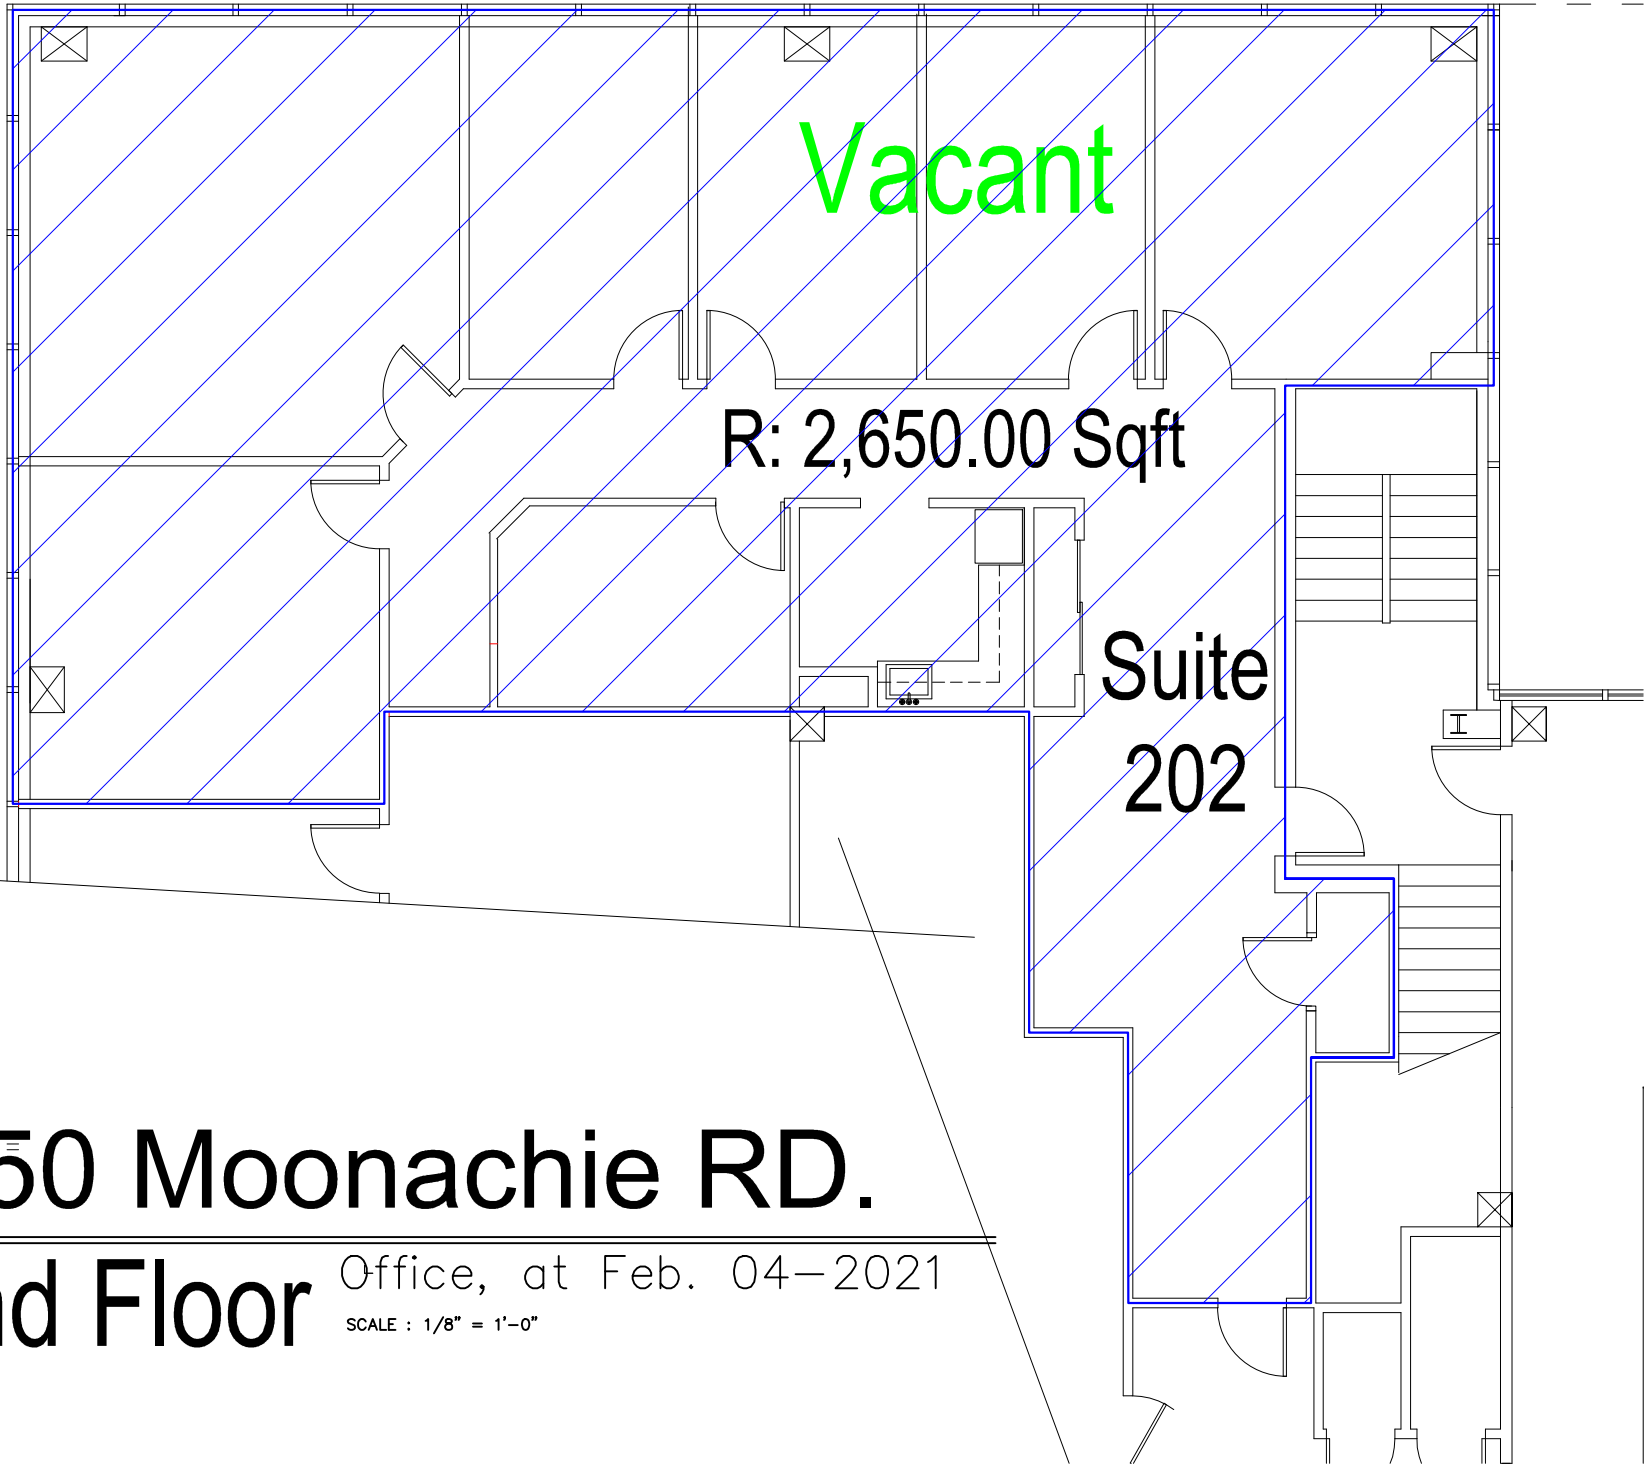 Vacant
R: 2,650.00 Sqft
Suite
202
50 Moonachie RD.
Floor
Office, at Feb. 04-2021
SCALE : 1/8" = 1'-0"